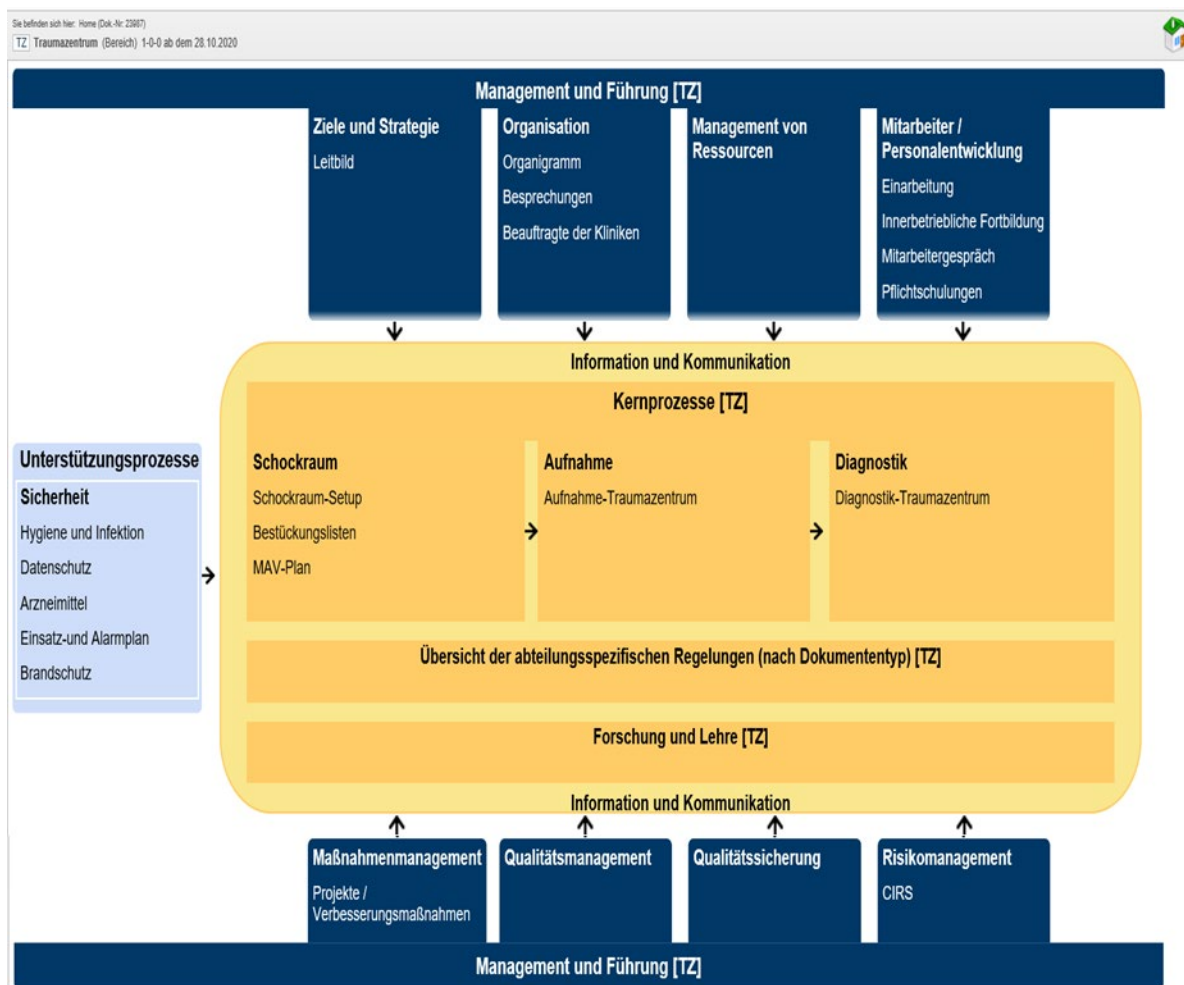 Sie befinden sich hier: Home (Dok.-Nr: 23987)
TZ Traumazentrum (Bereich) 1-0-0 ab dem 28.10.2020
Management und Führung [TZ]
Ziele und Strategie
Leitbild
Organisation
Organigramm
Besprechungen
Beauftragte der Kliniken
Management von
Ressourcen
Mitarbeiter /
Personalentwicklung
Einarbeitung
Innerbetriebliche Fortbildung
Mitarbeitergespräch
Pflichtschulungen
Information und Kommunikation
Kernprozesse [TZ]
Unterstützungsprozesse
Sicherheit
Hygiene und Infektion
Datenschutz
Arzneimittel
Einsatz-und Alarmplan
Brandschutz
Schockraum
Schockraum-Setup
Bestückungslisten
MAV-Plan
Aufnahme
Aufnahme-Traumazentrum
Diagnostik
Diagnostik-Traumazentrum
Übersicht der abteilungsspezifischen Regelungen (nach Dokumententyp) [TZ]
Forschung und Lehre [TZ]
Information und Kommunikation
Maßnahmenmanagement
Projekte /
Verbesserungsmaßnahmen
Qualitätsmanagement
Qualitätssicherung
Risikomanagement
CIRS
Management und Führung [TZ]